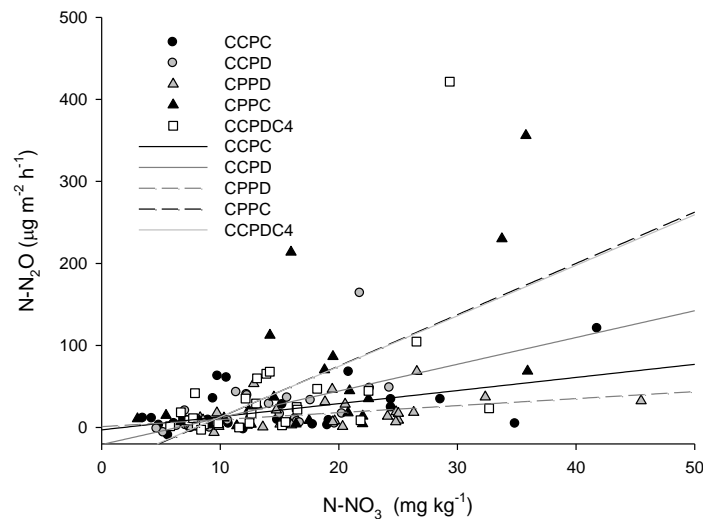 500
400
300
200
100
0
N-N₂O (µg m⁻² h⁻¹)
CCPC
CCPD
CPPD
CPPC
CCPDC4
CCPC
CCPD
CPPD
CPPC
CCPDC4
0 10 20 30 40 50
N-NO₃ (mg kg⁻¹)